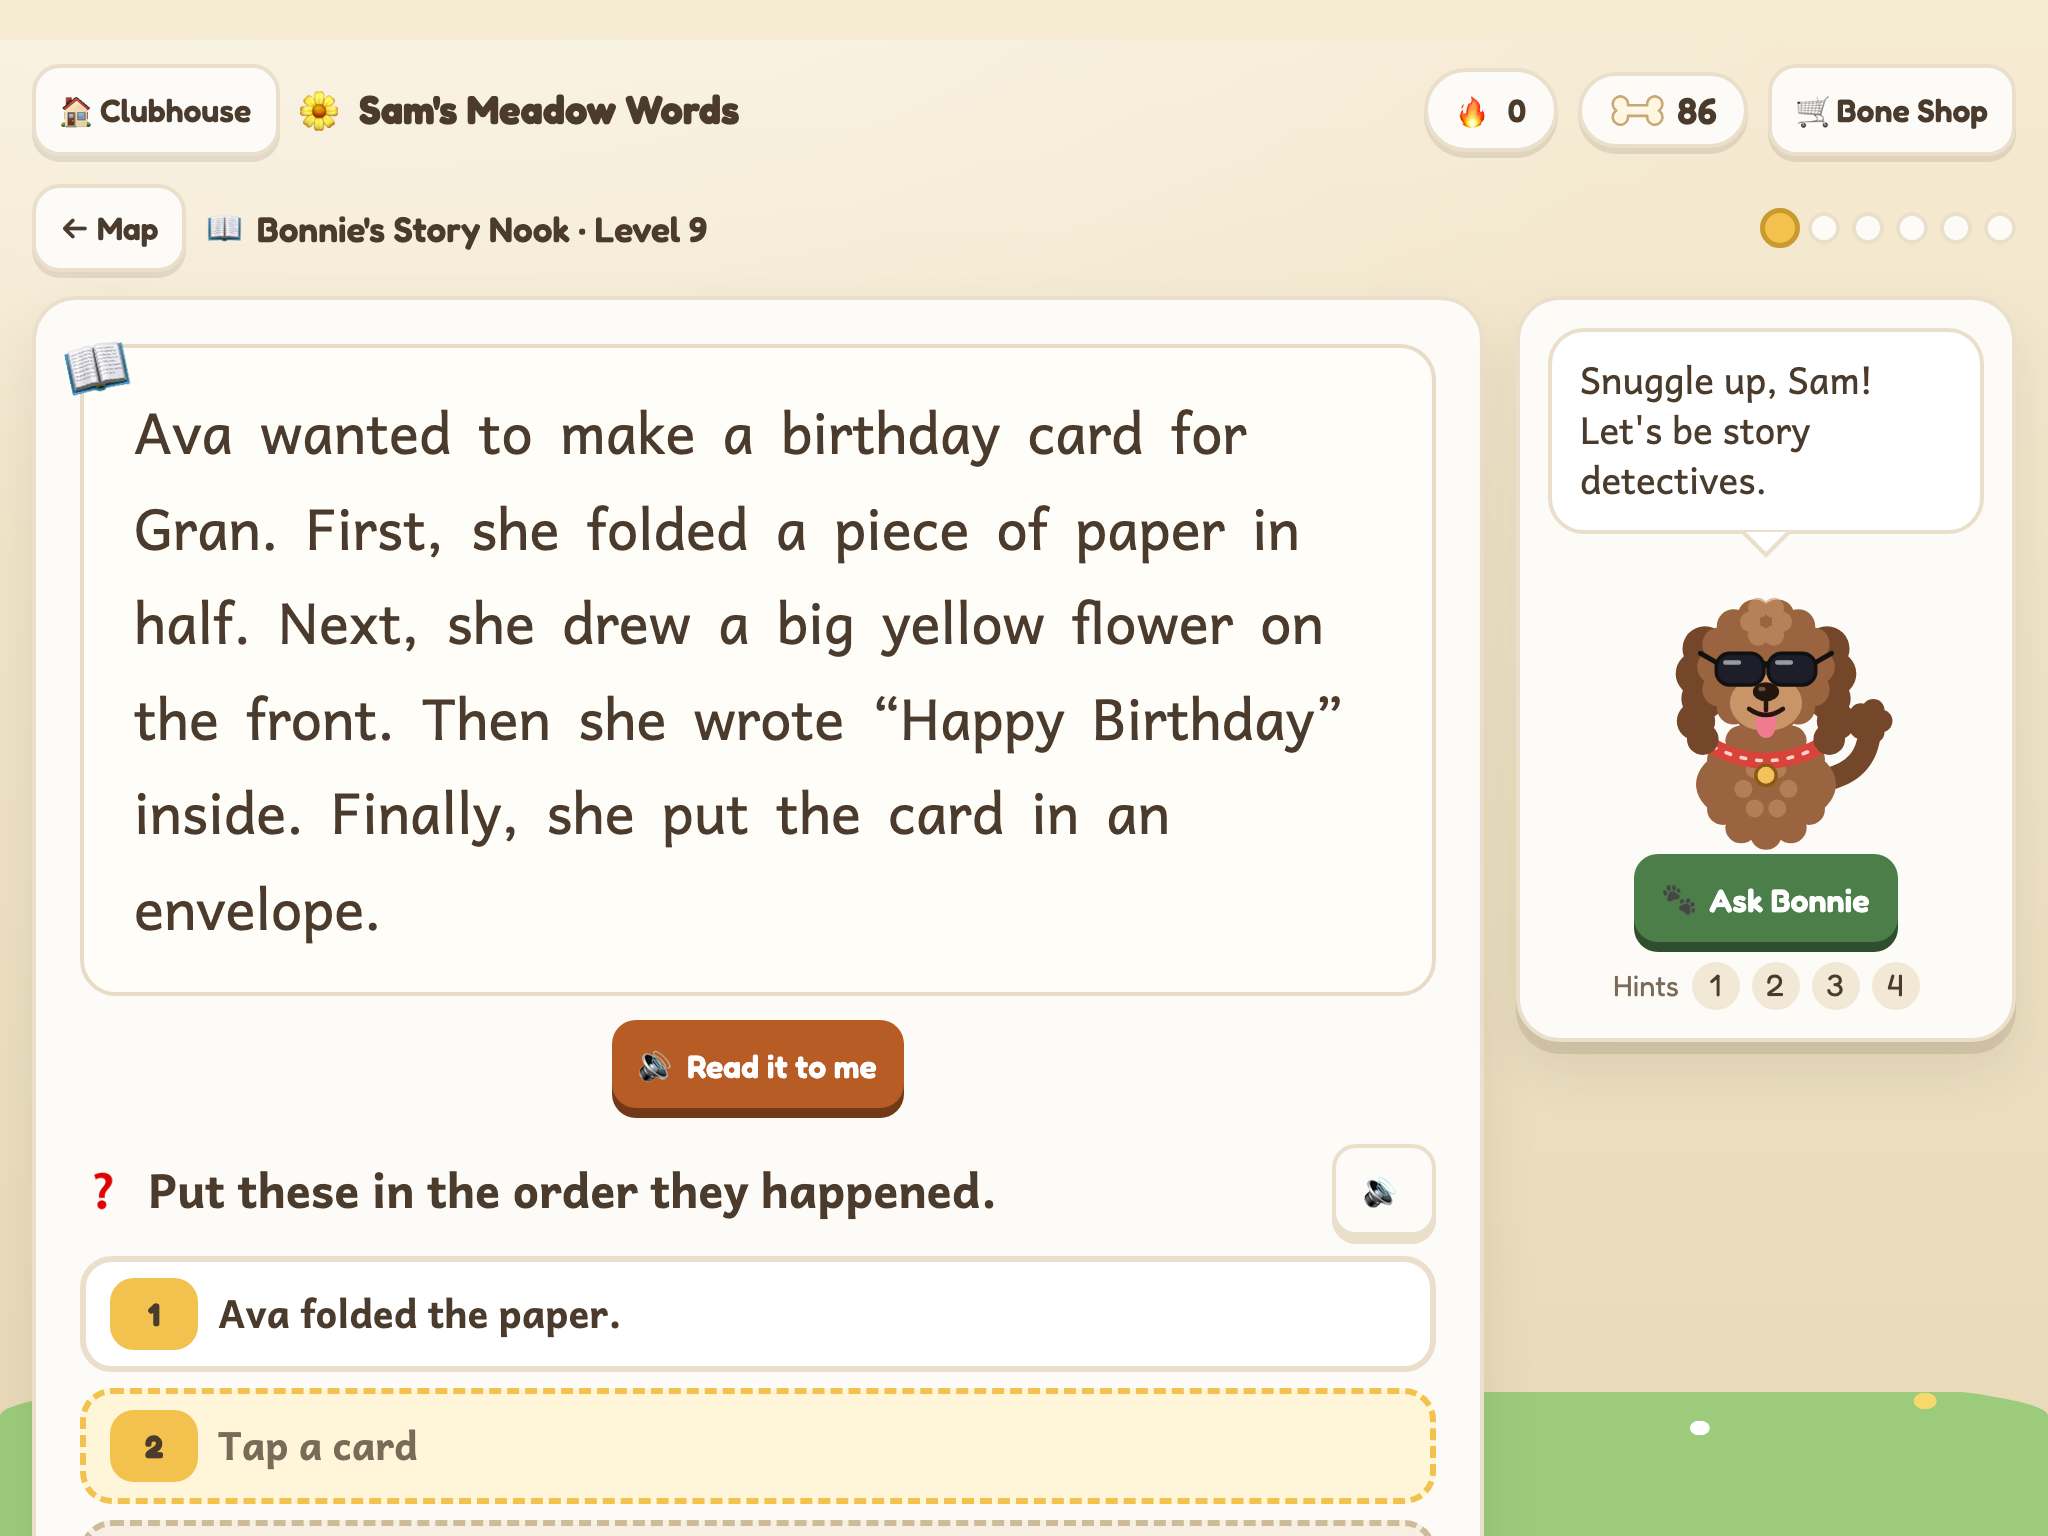 Clubhouse
Sam's Meadow Words
0
86
Bone Shop
← Map
Bonnie's Story Nook · Level 9
Ava wanted to make a birthday card for
Gran. First, she folded a piece of paper in
half. Next, she drew a big yellow flower on
the front. Then she wrote “Happy Birthday”
inside. Finally, she put the card in an
envelope.
Snuggle up, Sam!
Let's be story
detectives.
Ask Bonnie
Hints 1 2 3 4
Read it to me
? Put these in the order they happened.
1 Ava folded the paper.
2 Tap a card